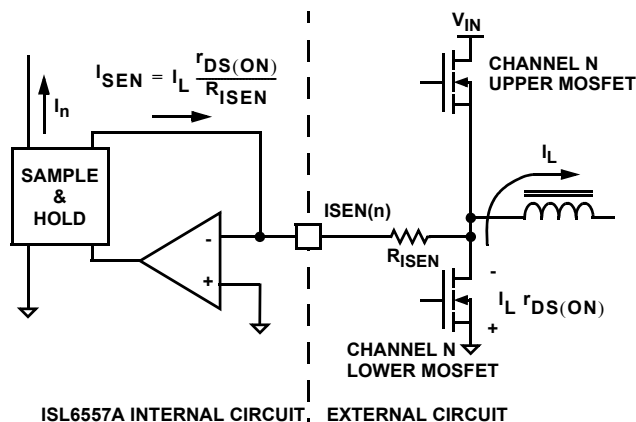 V_IN
CHANNEL N
UPPER MOSFET
I_SEN = I_L r_DS(ON) / R_ISEN
I_n
I_L
SAMPLE
&
HOLD
ISEN(n)
-
+
R_ISEN
-
I_L r_DS(ON)
+
CHANNEL N
LOWER MOSFET
ISL6557A INTERNAL CIRCUIT
EXTERNAL CIRCUIT